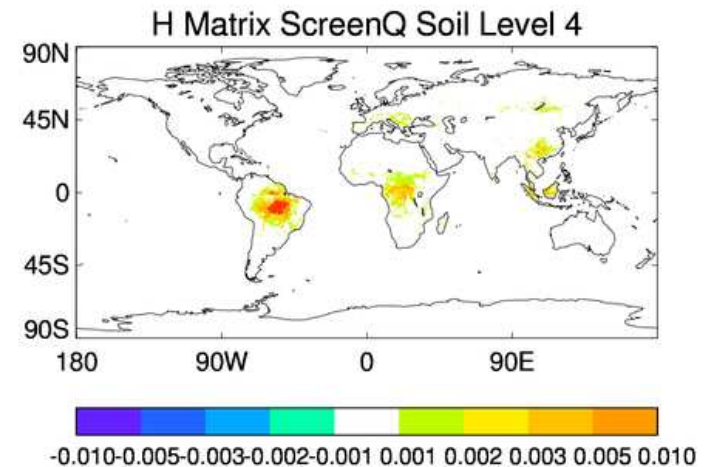 H Matrix ScreenQ Soil Level 4
90N
45N
0
45S
90S
180 90W 0 90E
-0.010-0.005-0.003-0.002-0.001 0.001 0.002 0.003 0.005 0.010